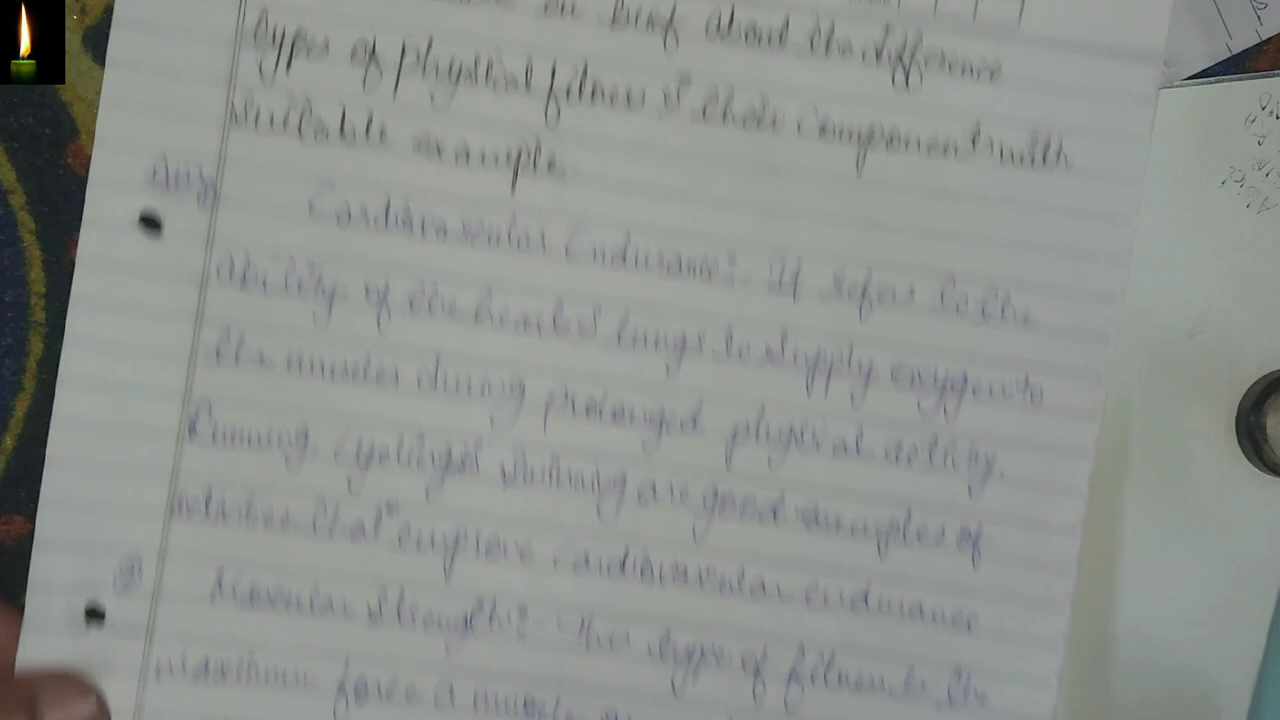 in brief about the difference
types of physical fitness & their component with
suitable example.
Ans
Cardiovascular Endurance: It refers to the
ability of the heart & lungs to supply oxygen to
the muscles during prolonged physical activity.
Running, cycling & swimming are good examples of
activities that improve cardiovascular endurance
Muscular Strength: This type of fitness is the
maximum force a muscle